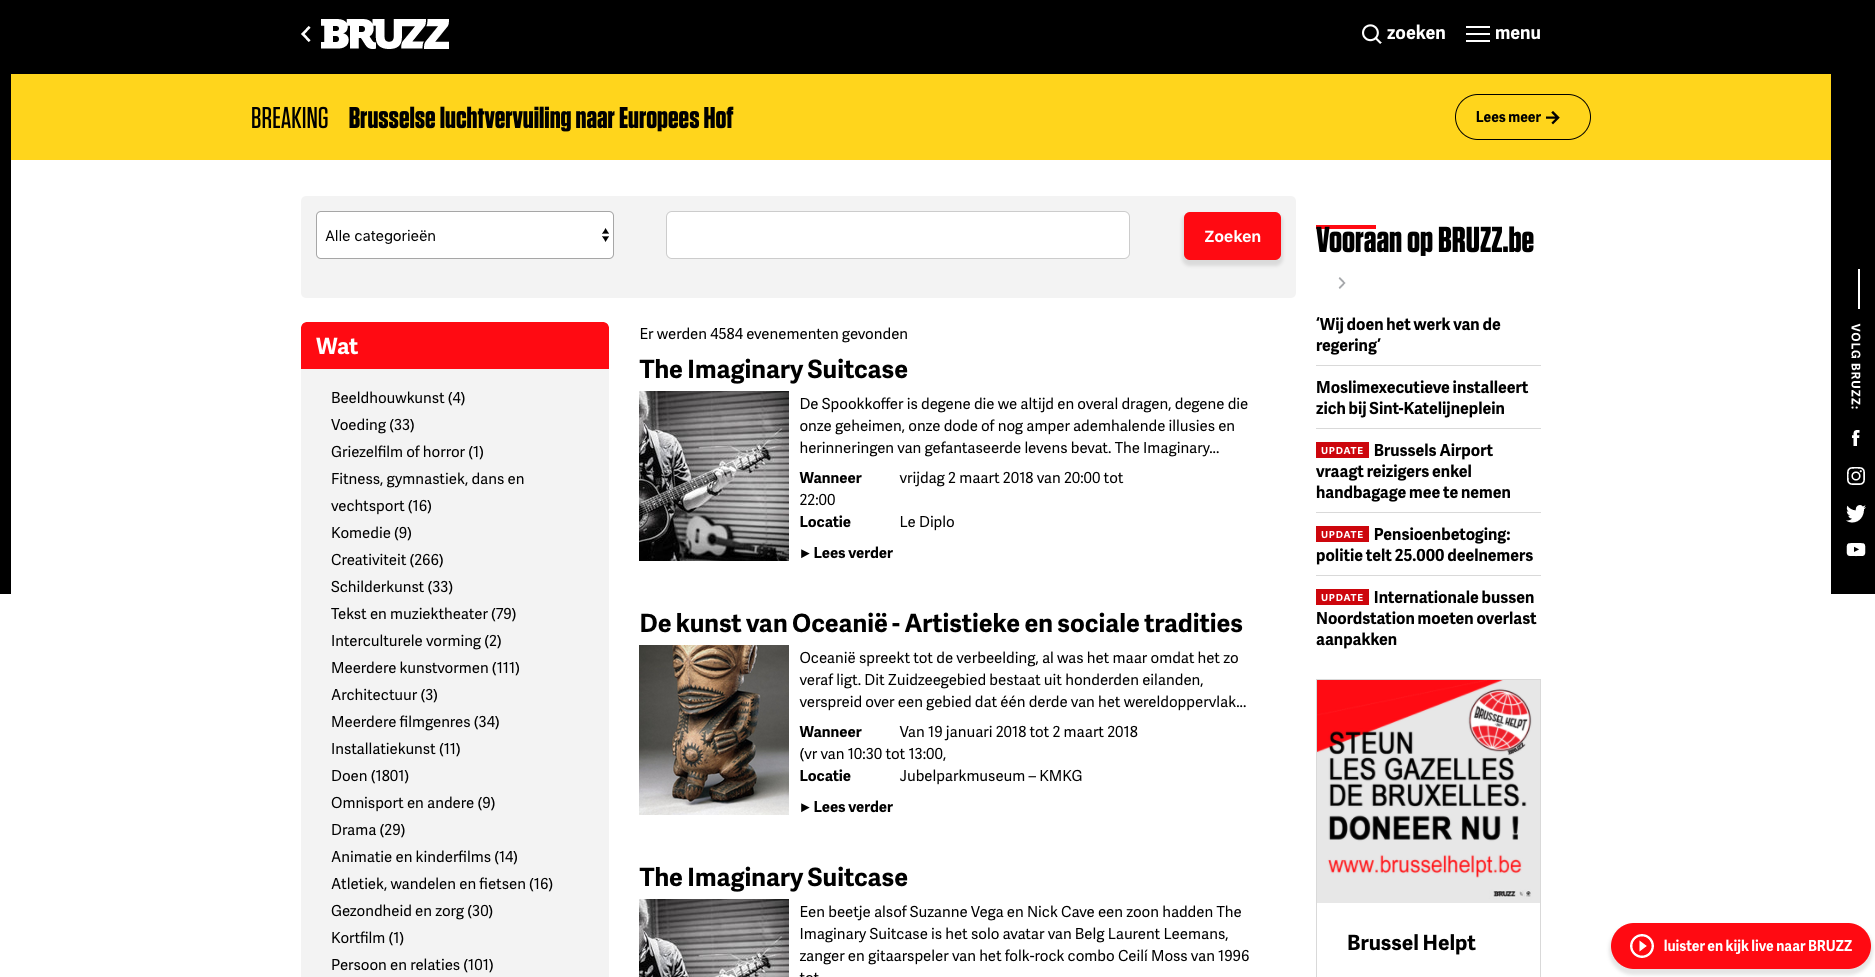 BRUZZ
zoeken
menu
BREAKING Brusselse luchtvervuiling naar Europees Hof
Lees meer
Alle categorieën
Zoeken
Wat
Beeldhouwkunst (4)
Voeding (33)
Griezelfilm of horror (1)
Fitness, gymnastiek, dans en
vechtsport (16)
Komedie (9)
Creativiteit (266)
Schilderkunst (33)
Tekst en muziektheater (79)
Interculturele vorming (2)
Meerdere kunstvormen (111)
Architectuur (3)
Meerdere filmgenres (34)
Installatiekunst (11)
Doen (1801)
Omnisport en andere (9)
Drama (29)
Animatie en kinderfilms (14)
Atletiek, wandelen en fietsen (16)
Gezondheid en zorg (30)
Kortfilm (1)
Persoon en relaties (101)
Er werden 4584 evenementen gevonden
The Imaginary Suitcase
De Spookkoffer is degene die we altijd en overal dragen, degene die
onze geheimen, onze dode of nog amper ademhalende illusies en
herinneringen van gefantaseerde levens bevat. The Imaginary...
Wanneer vrijdag 2 maart 2018 van 20:00 tot
22:00
Locatie Le Diplo
▸ Lees verder
De kunst van Oceanië - Artistieke en sociale tradities
Oceanië spreekt tot de verbeelding, al was het maar omdat het zo
veraf ligt. Dit Zuidzeegebied bestaat uit honderden eilanden,
verspreid over een gebied dat één derde van het wereldoppervlak...
Wanneer Van 19 januari 2018 tot 2 maart 2018
(vr van 10:30 tot 13:00,
Locatie Jubelparkmuseum – KMKG
▸ Lees verder
The Imaginary Suitcase
Een beetje alsof Suzanne Vega en Nick Cave een zoon hadden The
Imaginary Suitcase is het solo avatar van Belg Laurent Leemans,
zanger en gitaarspeler van het folk-rock combo Ceilí Moss van 1996
tot...
Vooraan op BRUZZ.be
‘Wij doen het werk van de
regering’
Moslimexecutieve installeert
zich bij Sint-Katelijneplein
UPDATE Brussels Airport
vraagt reizigers enkel
handbagage mee te nemen
UPDATE Pensioenbetoging:
politie telt 25.000 deelnemers
UPDATE Internationale bussen
Noordstation moeten overlast
aanpakken
BRUSSEL HELPT
BRUZZ
STEUN
LES GAZELLES
DE BRUXELLES.
DONEER NU !
www.brusselhelpt.be
BRUZZ
Brussel Helpt
VOLG BRUZZ:
luister en kijk live naar BRUZZ